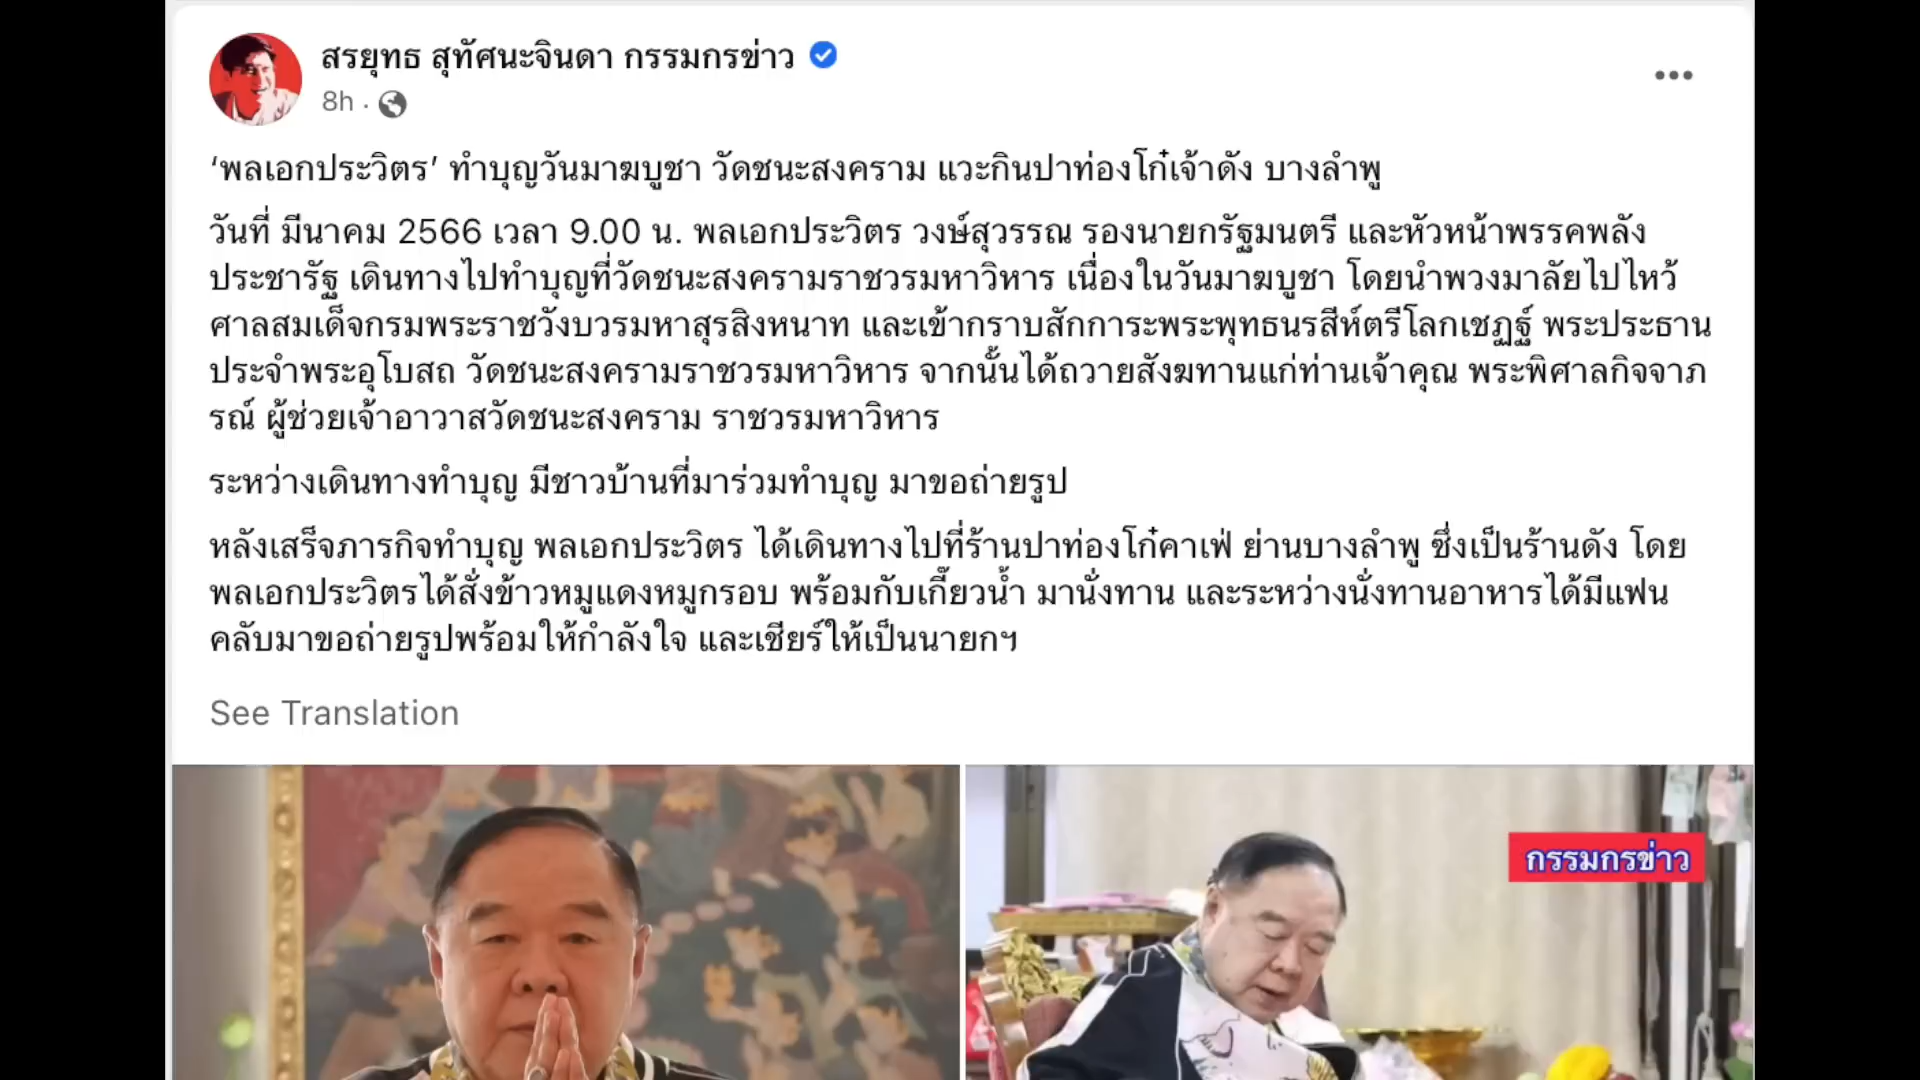 สรยุทธ สุทัศนะจินดา กรรมกรข่าว
8h ·
‘พลเอกประวิตร’ ทำบุญวันมาฆบูชา วัดชนะสงคราม แวะกินปาท่องโก๋เจ้าดัง บางลำพู
วันที่ มีนาคม 2566 เวลา 9.00 น. พลเอกประวิตร วงษ์สุวรรณ รองนายกรัฐมนตรี และหัวหน้าพรรคพลัง
ประชารัฐ เดินทางไปทำบุญที่วัดชนะสงครามราชวรมหาวิหาร เนื่องในวันมาฆบูชา โดยนำพวงมาลัยไปไหว้
ศาลสมเด็จกรมพระราชวังบวรมหาสุรสิงหนาท และเข้ากราบสักการะพระพุทธนรสีห์ตรีโลกเชฏฐ์ พระประธาน
ประจำพระอุโบสถ วัดชนะสงครามราชวรมหาวิหาร จากนั้นได้ถวายสังฆทานแก่ท่านเจ้าคุณ พระพิศาลกิจจาภ
รณ์ ผู้ช่วยเจ้าอาวาสวัดชนะสงคราม ราชวรมหาวิหาร
ระหว่างเดินทางทำบุญ มีชาวบ้านที่มาร่วมทำบุญ มาขอถ่ายรูป
หลังเสร็จภารกิจทำบุญ พลเอกประวิตร ได้เดินทางไปที่ร้านปาท่องโก๋คาเฟ่ ย่านบางลำพู ซึ่งเป็นร้านดัง โดย
พลเอกประวิตรได้สั่งข้าวหมูแดงหมูกรอบ พร้อมกับเกี๊ยวน้ำ มานั่งทาน และระหว่างนั่งทานอาหารได้มีแฟน
คลับมาขอถ่ายรูปพร้อมให้กำลังใจ และเชียร์ให้เป็นนายกฯ
See Translation
กรรมกรข่าว